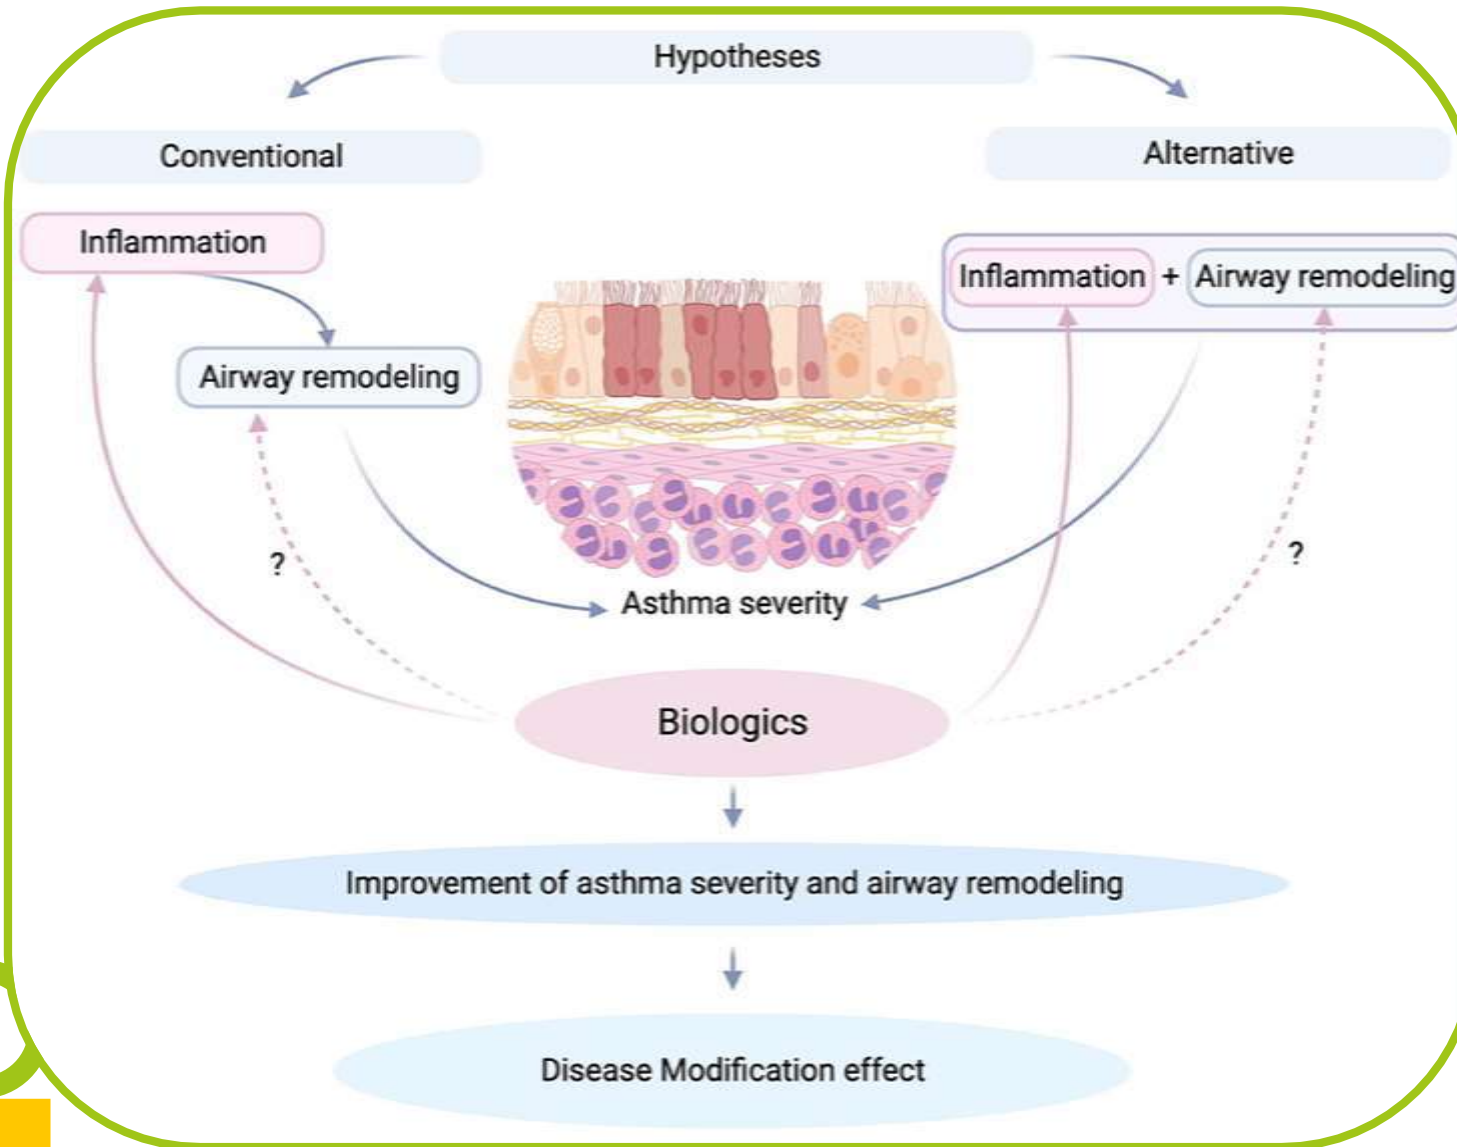 Hypotheses
Conventional
Alternative
Inflammation
Inflammation + Airway remodeling
Airway remodeling
?
?
Asthma severity
Biologics
Improvement of asthma severity and airway remodeling
Disease Modification effect